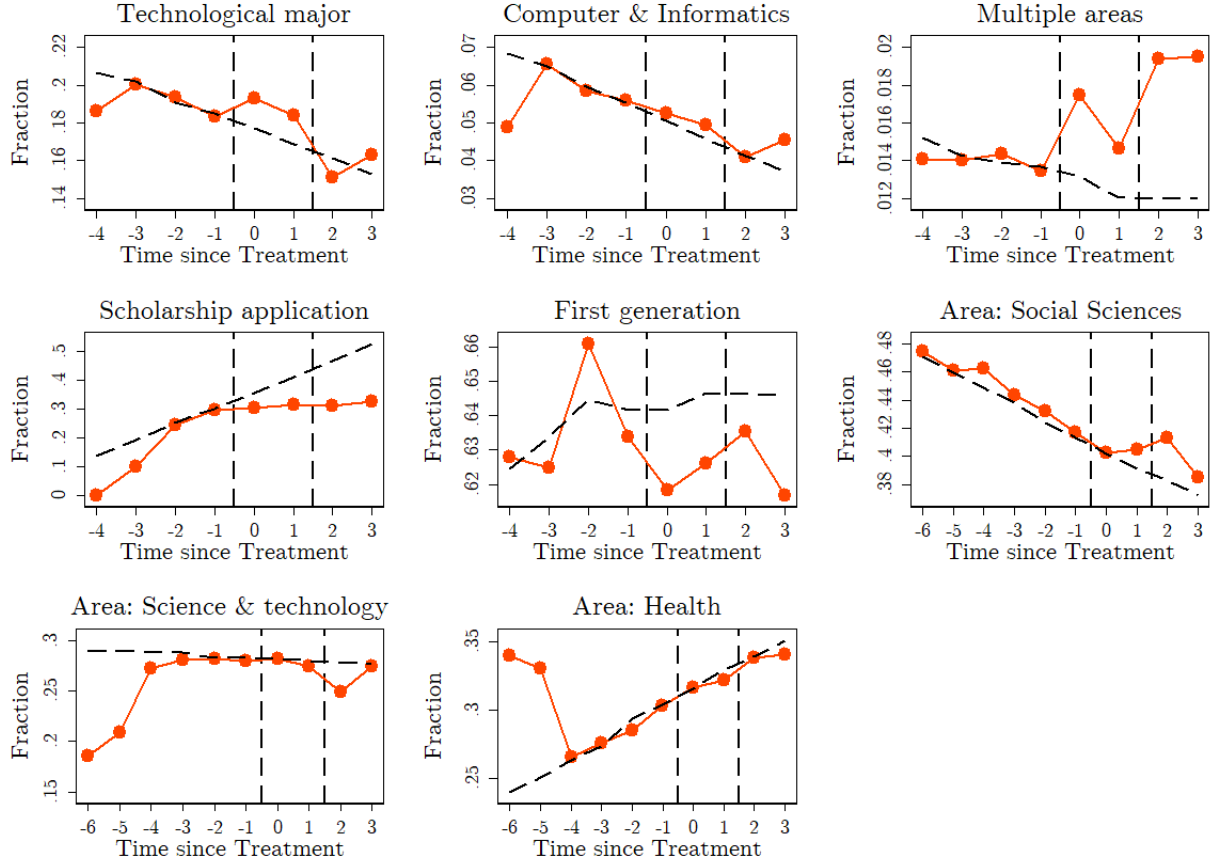 Technological major
Fraction
.14 .16 .18 .2 .22
-4 -3 -2 -1 0 1 2 3
Time since Treatment
Computer & Informatics
Fraction
.03 .04 .05 .06 .07
-4 -3 -2 -1 0 1 2 3
Time since Treatment
Multiple areas
Fraction
.012 .014 .016 .018 .02
-4 -3 -2 -1 0 1 2 3
Time since Treatment
Scholarship application
Fraction
0 .1 .2 .3 .4 .5
-4 -3 -2 -1 0 1 2 3
Time since Treatment
First generation
Fraction
.62 .63 .64 .65 .66
-4 -3 -2 -1 0 1 2 3
Time since Treatment
Area: Social Sciences
Fraction
.38 .4 .42 .44 .46 .48
-6 -5 -4 -3 -2 -1 0 1 2 3
Time since Treatment
Area: Science & technology
Fraction
.15 .2 .25 .3
-6 -5 -4 -3 -2 -1 0 1 2 3
Time since Treatment
Area: Health
Fraction
.25 .3 .35
-6 -5 -4 -3 -2 -1 0 1 2 3
Time since Treatment